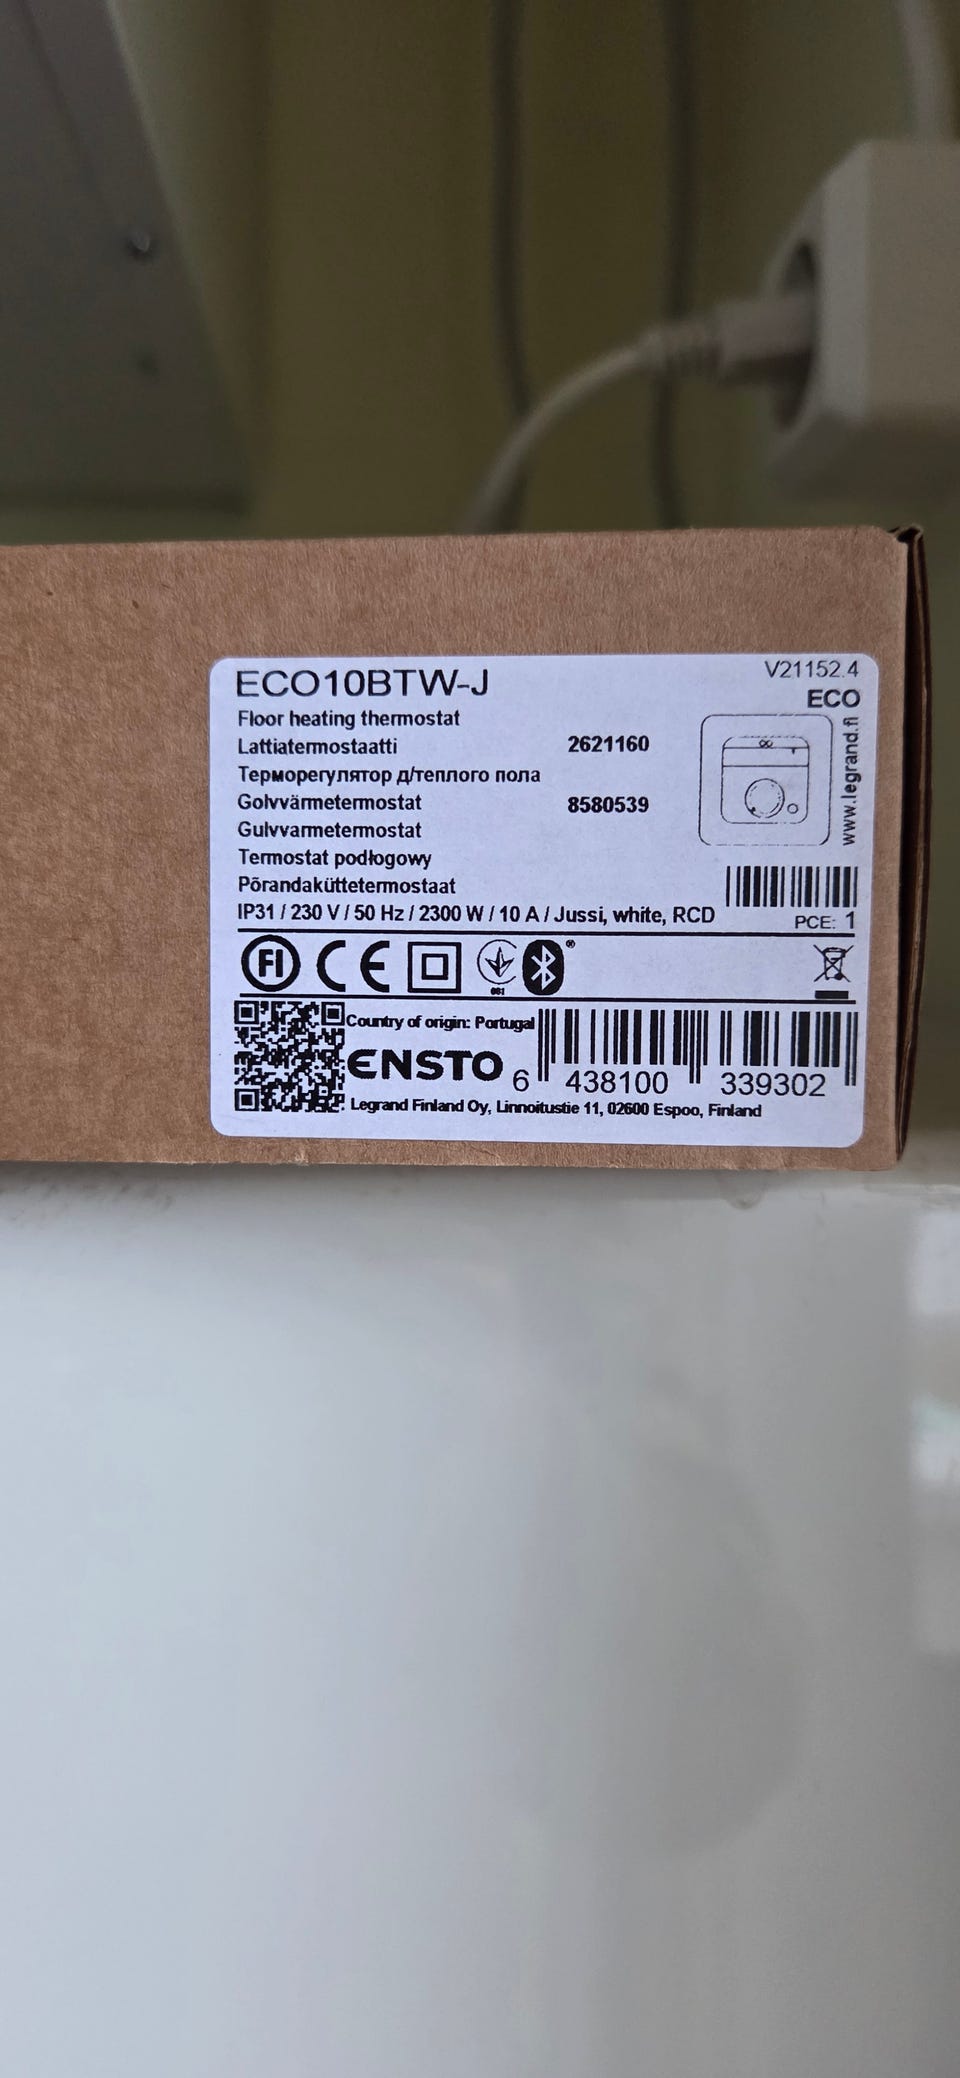 ECO10BTW-J
V21152.4
ECO
Floor heating thermostat
Lattiatermostaatti 2621160
Терморегулятор д/теплого пола
Golvvärmetermostat 8580539
Gulvvarmetermostat
Termostat podłogowy
Põrandaküttetermostaat
IP31 / 230 V / 50 Hz / 2300 W / 10 A / Jussi, white, RCD
www.legrand.fi
PCE: 1
FI CE
Country of origin: Portugal
ENSTO
6 438100 339302
Legrand Finland Oy, Linnoitustie 11, 02600 Espoo, Finland